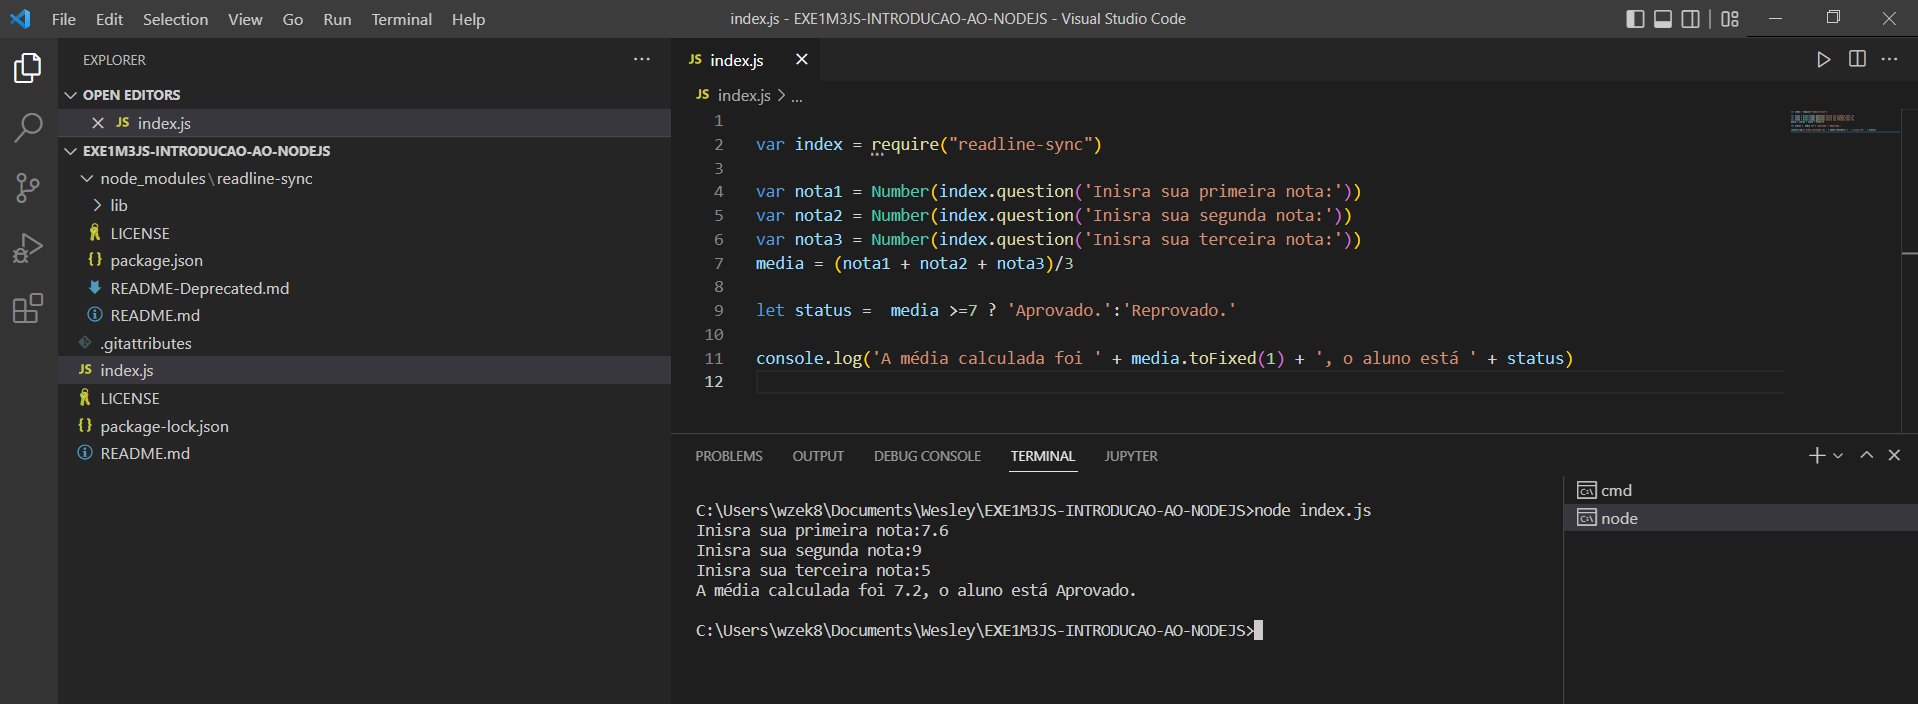 File Edit Selection View Go Run Terminal Help
index.js - EXE1M3JS-INTRODUCAO-AO-NODEJS - Visual Studio Code
EXPLORER
OPEN EDITORS
JS index.js
EXE1M3JS-INTRODUCAO-AO-NODEJS
node_modules\readline-sync
lib
LICENSE
{} package.json
README-Deprecated.md
README.md
.gitattributes
JS index.js
LICENSE
{} package-lock.json
README.md
JS index.js
JS index.js > ...
1
2 var index = require("readline-sync")
3
4 var nota1 = Number(index.question('Inisra sua primeira nota:'))
5 var nota2 = Number(index.question('Inisra sua segunda nota:'))
6 var nota3 = Number(index.question('Inisra sua terceira nota:'))
7 media = (nota1 + nota2 + nota3)/3
8
9 let status =  media >=7 ? 'Aprovado.':'Reprovado.'
10
11 console.log('A média calculada foi ' + media.toFixed(1) + ', o aluno está ' + status)
12
PROBLEMS OUTPUT DEBUG CONSOLE TERMINAL JUPYTER
C:\Users\wzek8\Documents\Wesley\EXE1M3JS-INTRODUCAO-AO-NODEJS>node index.js
Inisra sua primeira nota:7.6
Inisra sua segunda nota:9
Inisra sua terceira nota:5
A média calculada foi 7.2, o aluno está Aprovado.
C:\Users\wzek8\Documents\Wesley\EXE1M3JS-INTRODUCAO-AO-NODEJS>
cmd
node